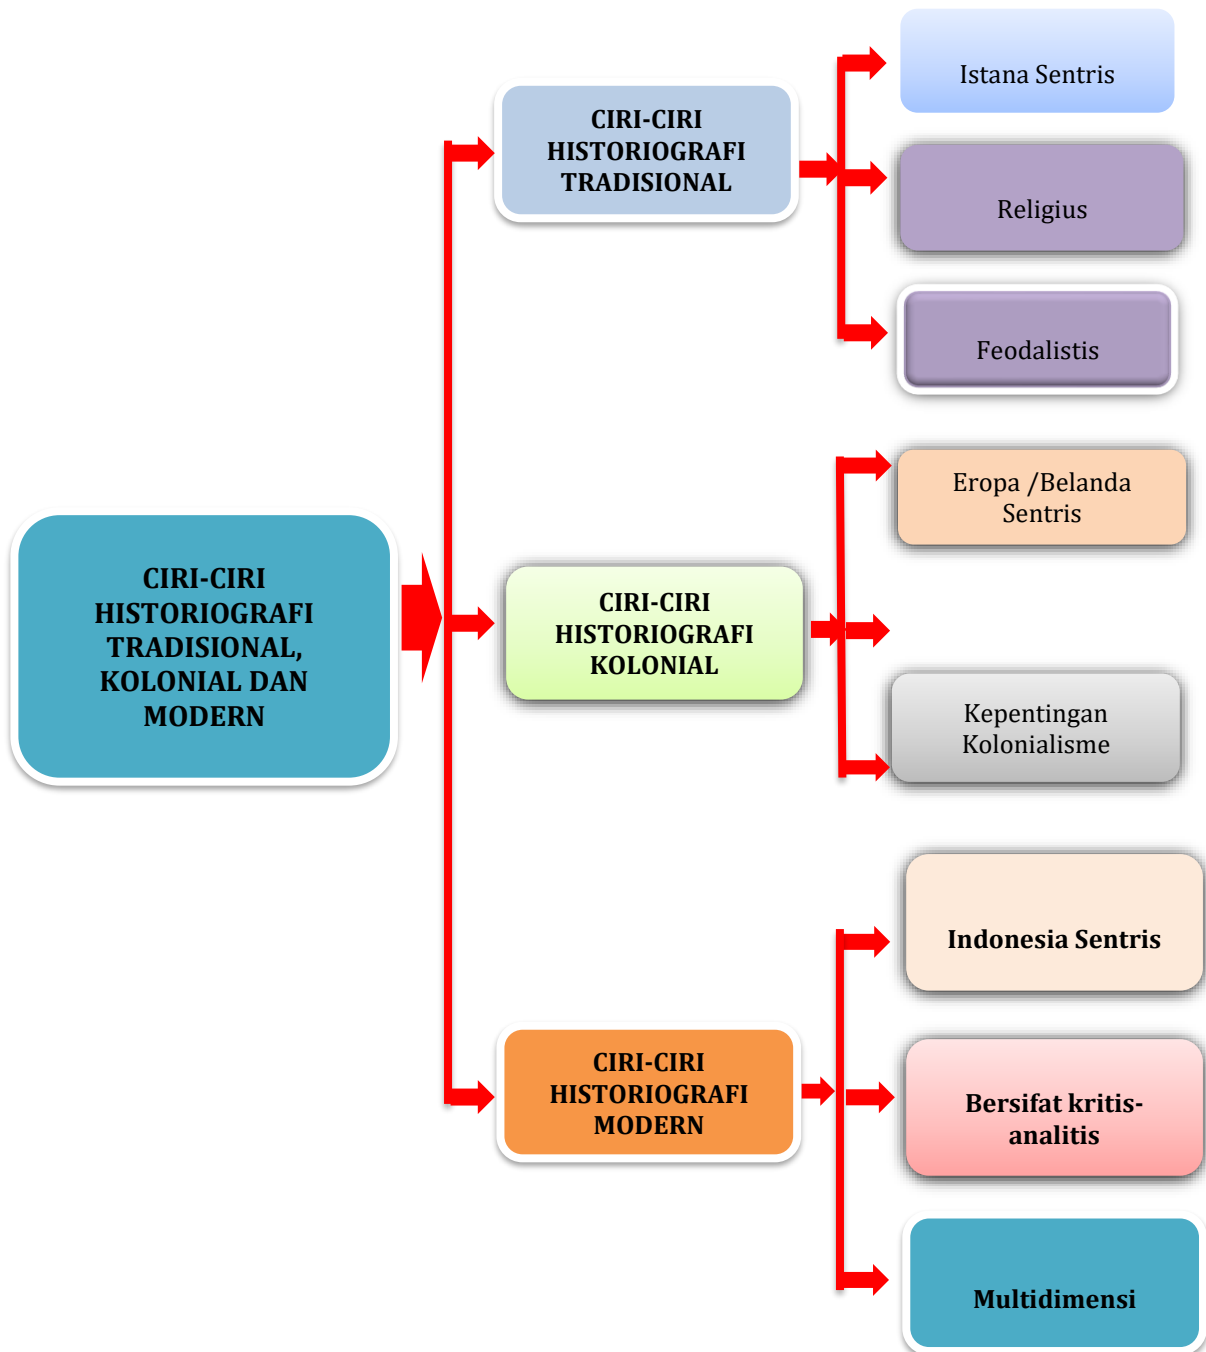 CIRI-CIRI
HISTORIOGRAFI
TRADISIONAL,
KOLONIAL DAN
MODERN
CIRI-CIRI
HISTORIOGRAFI
TRADISIONAL
Istana Sentris
Religius
Feodalistis
CIRI-CIRI
HISTORIOGRAFI
KOLONIAL
Eropa /Belanda
Sentris
Kepentingan
Kolonialisme
CIRI-CIRI
HISTORIOGRAFI
MODERN
Indonesia Sentris
Bersifat kritis-
analitis
Multidimensi